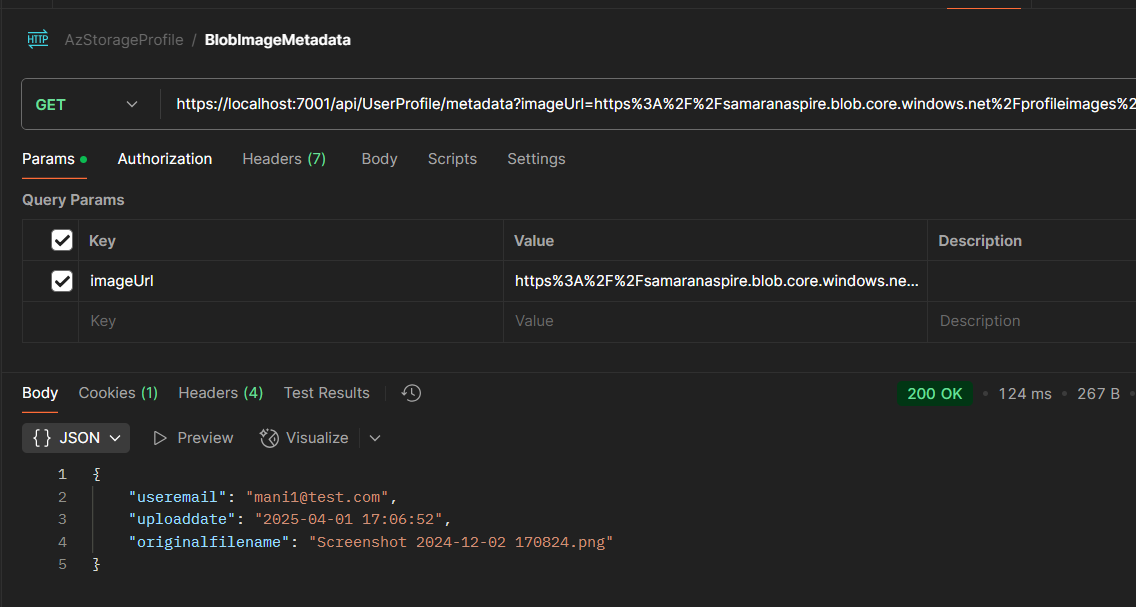 HTTP AzStorageProfile / BlobImageMetadata
GET https://localhost:7001/api/UserProfile/metadata?imageUrl=https%3A%2F%2Fsamaranaspire.blob.core.windows.net%2Fprofileimages%2
Params Authorization Headers (7) Body Scripts Settings
Query Params
Key Value Description
imageUrl https%3A%2F%2Fsamaranaspire.blob.core.windows.ne...
Key Value Description
Body Cookies (1) Headers (4) Test Results 200 OK • 124 ms • 267 B •
{} JSON Preview Visualize
1 {
2 "useremail": "mani1@test.com",
3 "uploaddate": "2025-04-01 17:06:52",
4 "originalfilename": "Screenshot 2024-12-02 170824.png"
5 }